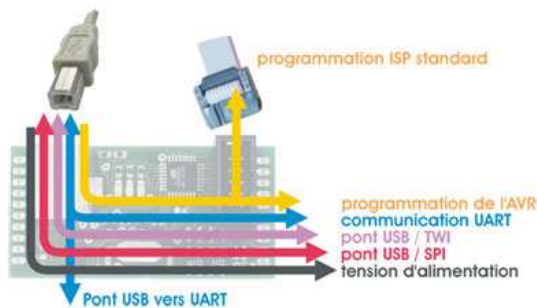 programmation ISP standard
programmation de l'AVR
communication UART
pont USB / TWI
pont USB / SPI
tension d'alimentation
Pont USB vers UART